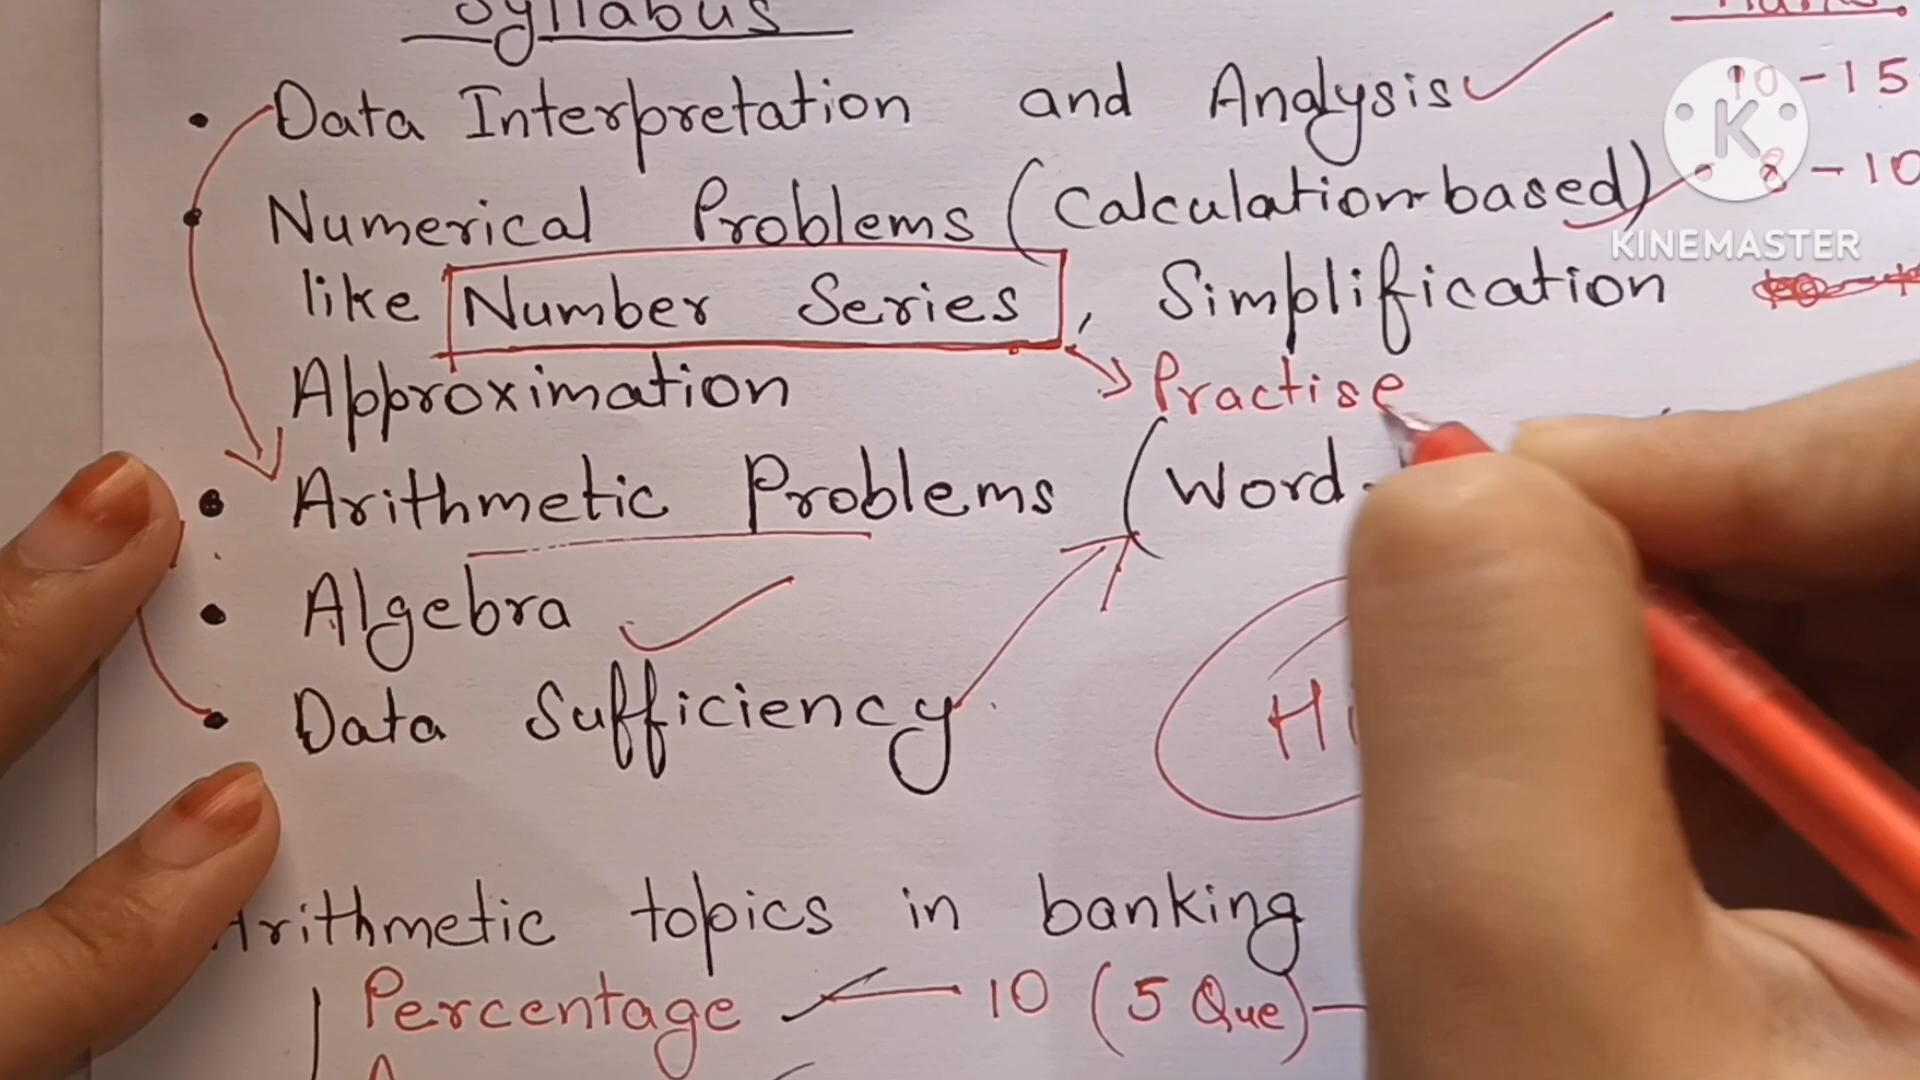 Syllabus
• Data Interpretation and Analysis 10-15
• Numerical Problems (Calculation-based) 8-10
KINEMASTER
like Number Series, Simplification
Approximation Practise
• Arithmetic Problems (Word-
• Algebra
• Data Sufficiency
Arithmetic topics in banking
Percentage 10 (5 Que)-